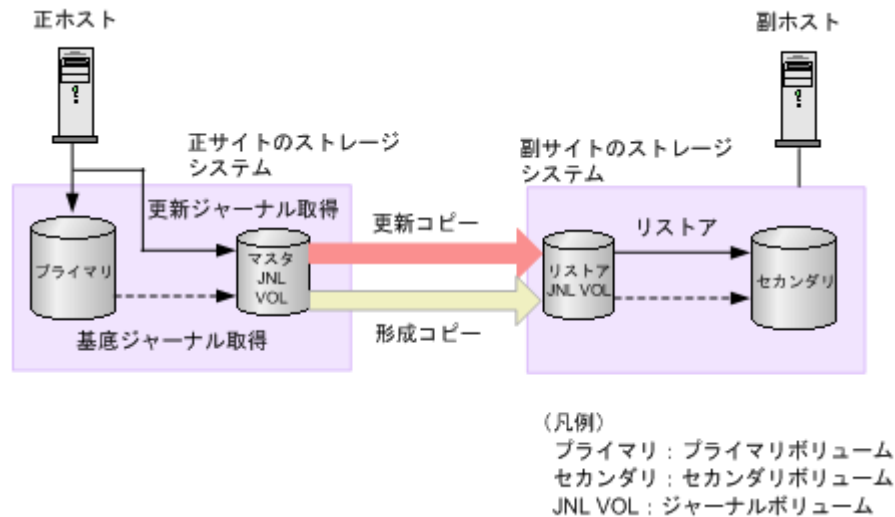 正ホスト
副ホスト
正サイトのストレージ
システム
副サイトのストレージ
システム
更新ジャーナル取得
更新コピー
リストア
プライマリ
マスタ
JNL
VOL
リストア
JNL VOL
セカンダリ
基底ジャーナル取得
形成コピー
（凡例）
プライマリ：プライマリボリューム
セカンダリ：セカンダリボリューム
JNL VOL：ジャーナルボリューム